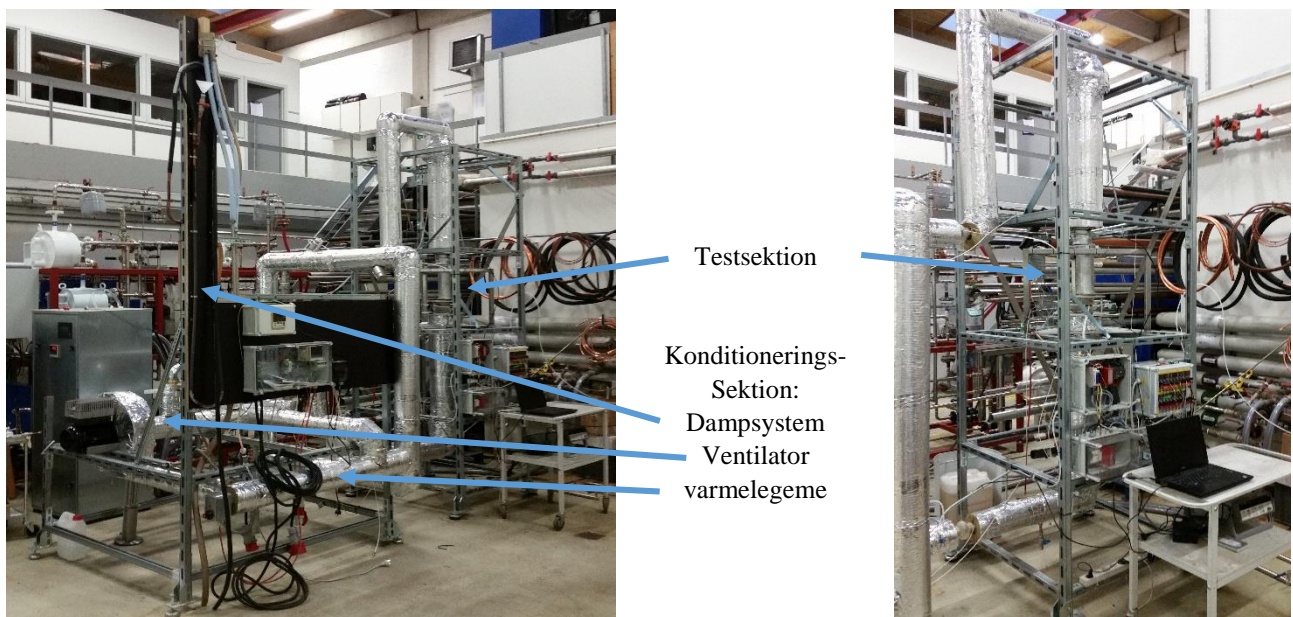 Testsektion
Konditionerings-
Sektion:
Dampsystem
Ventilator
varmelegeme